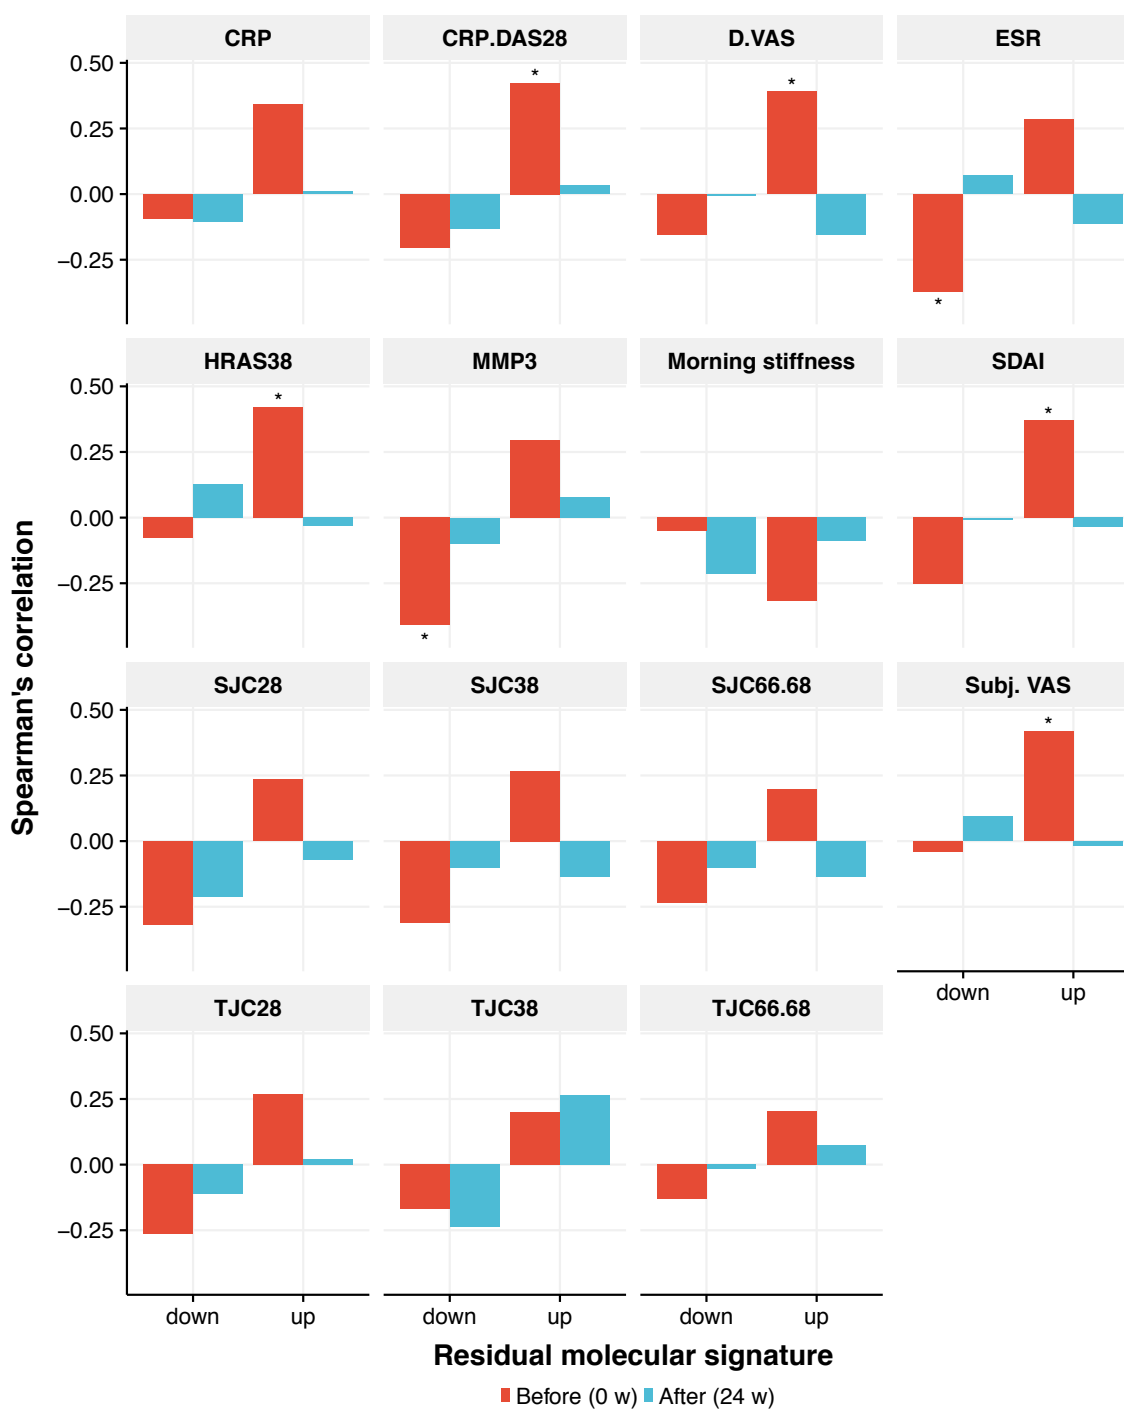 CRP CRP.DAS28 D.VAS ESR
0.50
* *
0.25
0.00
−0.25
*
HRAS38 MMP3 Morning stiffness SDAI
0.50
* *
0.25
0.00
−0.25
*
SJC28 SJC38 SJC66.68 Subj. VAS
0.50
*
0.25
0.00
−0.25
down up
TJC28 TJC38 TJC66.68
0.50
0.25
0.00
−0.25
down up down up down up
Spearman's correlation
Residual molecular signature
Before (0 w) After (24 w)